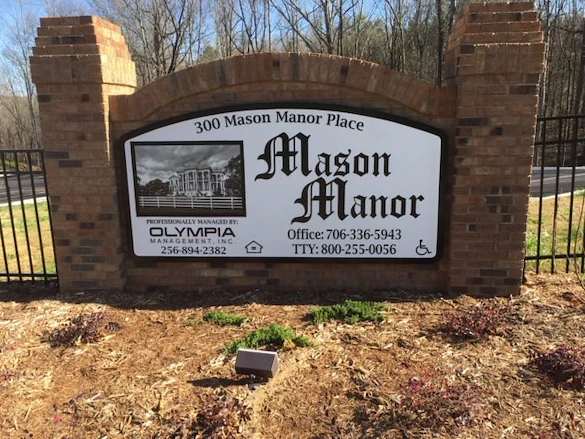 300 Mason Manor Place
Mason
Manor
PROFESSIONALLY MANAGED BY:
OLYMPIA
MANAGEMENT, INC.
256-894-2382
Office: 706-336-5943
TTY: 800-255-0056